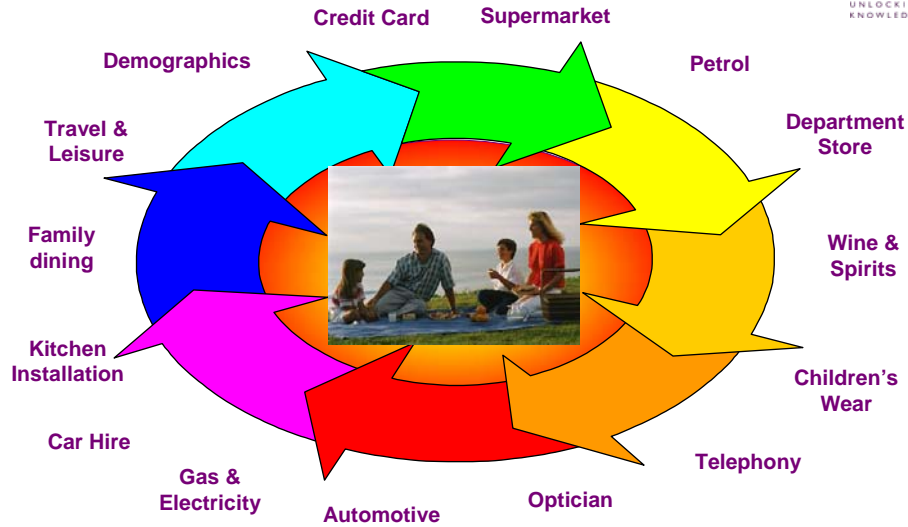 Credit Card
Supermarket
UNLOCKI
KNOWLED
Demographics
Petrol
Travel &
Leisure
Department
Store
Family
dining
Wine &
Spirits
Kitchen
Installation
Children's
Wear
Car Hire
Telephony
Gas &
Electricity
Automotive
Optician